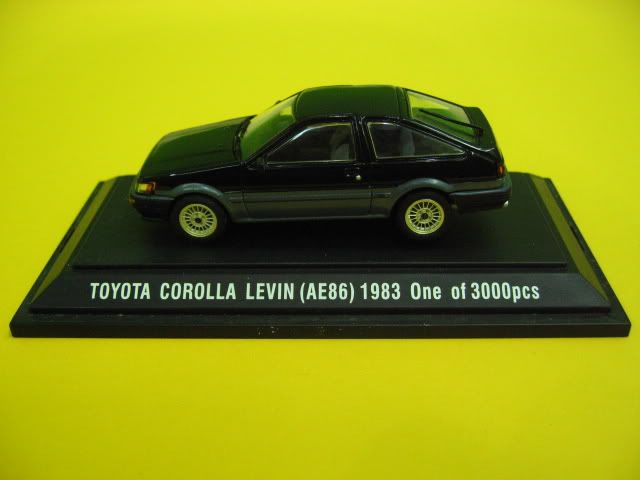 TOYOTA COROLLA LEVIN (AE86) 1983 One of 3000pcs